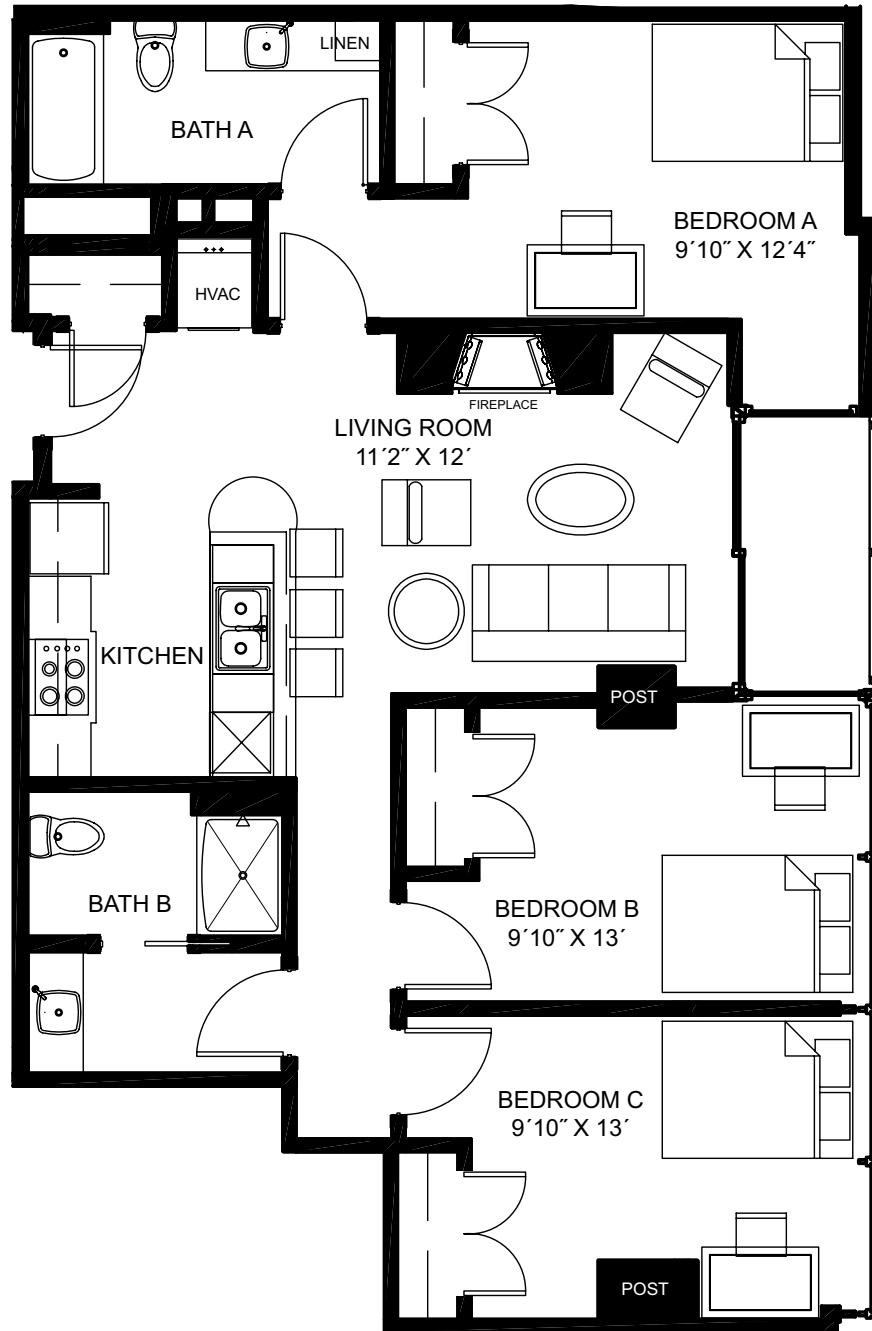 LINEN
BATH A
BEDROOM A
9´10˝ X 12´4˝
HVAC
FIREPLACE
LIVING ROOM
11´2˝ X 12´
KITCHEN
POST
BATH B
BEDROOM B
9´10˝ X 13´
BEDROOM C
9´10˝ X 13´
POST